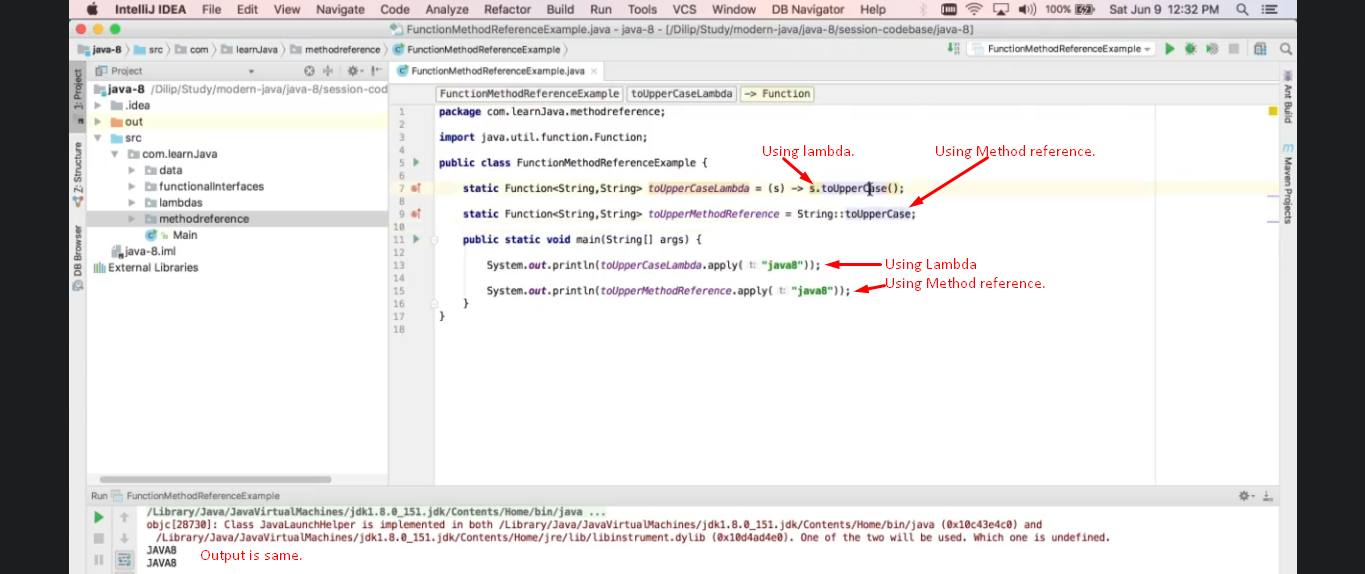 IntelliJ IDEA File Edit View Navigate Code Analyze Refactor Build Run Tools VCS Window DB Navigator Help 100% Sat Jun 9 12:32 PM
FunctionMethodReferenceExample.java - java-8 - [/Dilip/Study/modern-java/java-8/session-codebase/java-8]
java-8 src com learnJava methodreference FunctionMethodReferenceExample FunctionMethodReferenceExample
Project FunctionMethodReferenceExample.java
1: Project
Z: Structure
DB Browser
java-8 /Dilip/Study/modern-java/java-8/session-cod
.idea
out
src
com.learnJava
data
functionalInterfaces
lambdas
methodreference
Main
java-8.iml
External Libraries
FunctionMethodReferenceExample toUpperCaseLambda -> Function
1 package com.learnJava.methodreference;
2
3 import java.util.function.Function;
4
5 public class FunctionMethodReferenceExample {
Using lambda. Using Method reference.
6
7 static Function<String,String> toUpperCaseLambda = (s) -> s.toUpperCase();
8
9 static Function<String,String> toUpperMethodReference = String::toUpperCase;
10
11 public static void main(String[] args) {
12
13 System.out.println(toUpperCaseLambda.apply( t: "java8")); Using Lambda
14
15 System.out.println(toUpperMethodReference.apply( t: "java8")); Using Method reference.
16 }
17 }
18
Ant Build
Maven Projects
Run FunctionMethodReferenceExample
/Library/Java/JavaVirtualMachines/jdk1.8.0_151.jdk/Contents/Home/bin/java ...
objc[28730]: Class JavaLaunchHelper is implemented in both /Library/Java/JavaVirtualMachines/jdk1.8.0_151.jdk/Contents/Home/bin/java (0x10c43e4c0) and
/Library/Java/JavaVirtualMachines/jdk1.8.0_151.jdk/Contents/Home/jre/lib/libinstrument.dylib (0x10d4ad4e0). One of the two will be used. Which one is undefined.
JAVA8
Output is same.
JAVA8